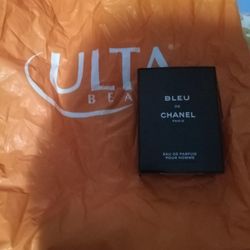 ULTA
BEA
BLEU
DE
CHANEL
PARIS
EAU DE PARFUM
POUR HOMME